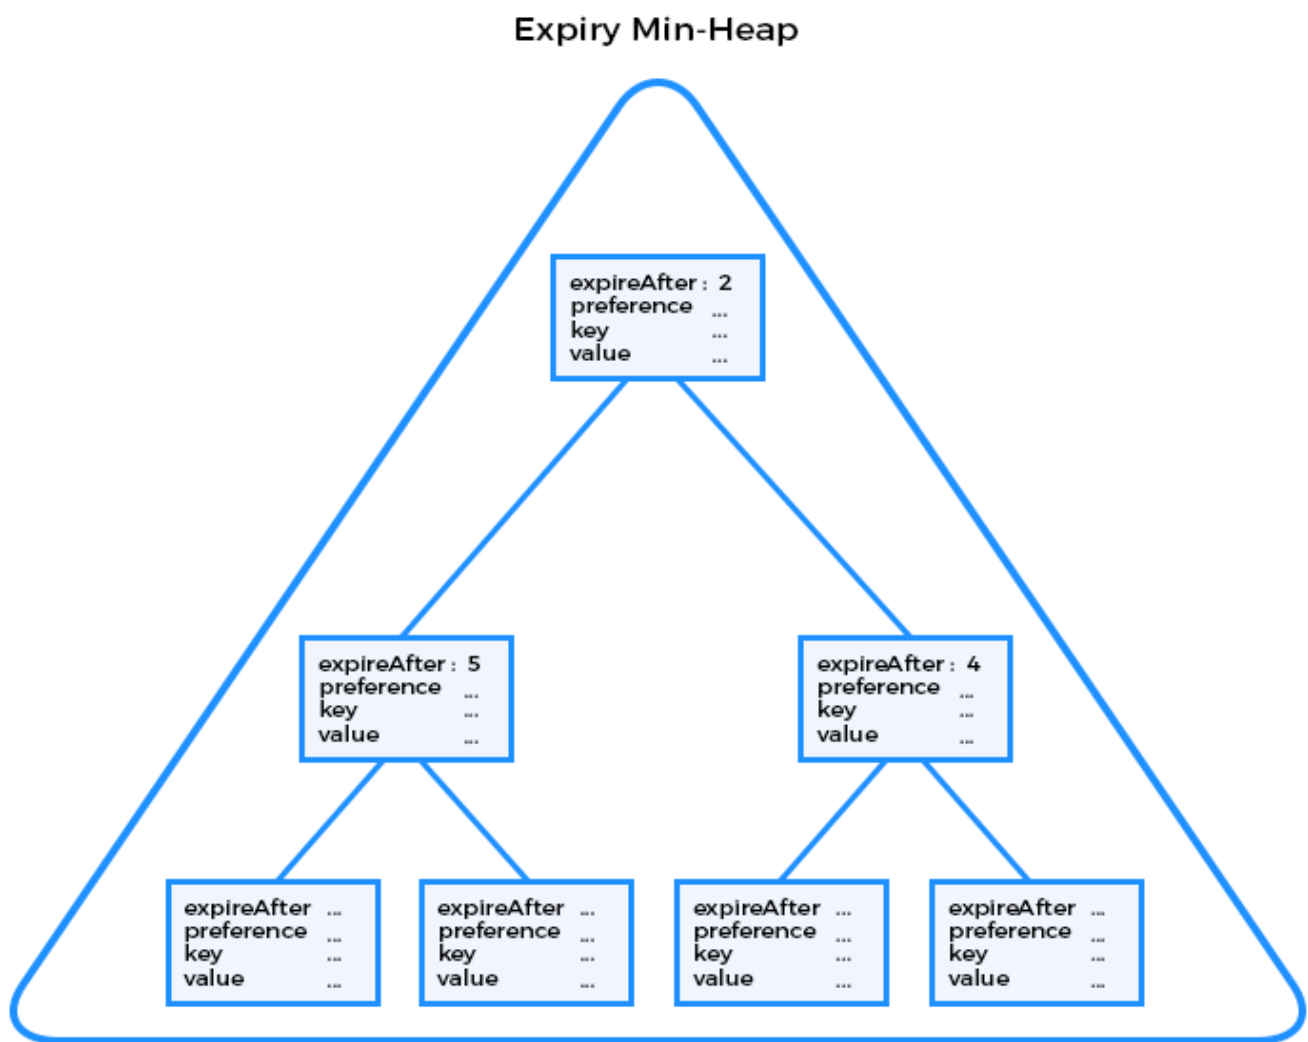 Expiry Min-Heap
expireAfter : 2
preference ...
key ...
value ...
expireAfter : 5
preference ...
key ...
value ...
expireAfter : 4
preference ...
key ...
value ...
expireAfter ...
preference ...
key ...
value ...
expireAfter ...
preference ...
key ...
value ...
expireAfter ...
preference ...
key ...
value ...
expireAfter ...
preference ...
key ...
value ...